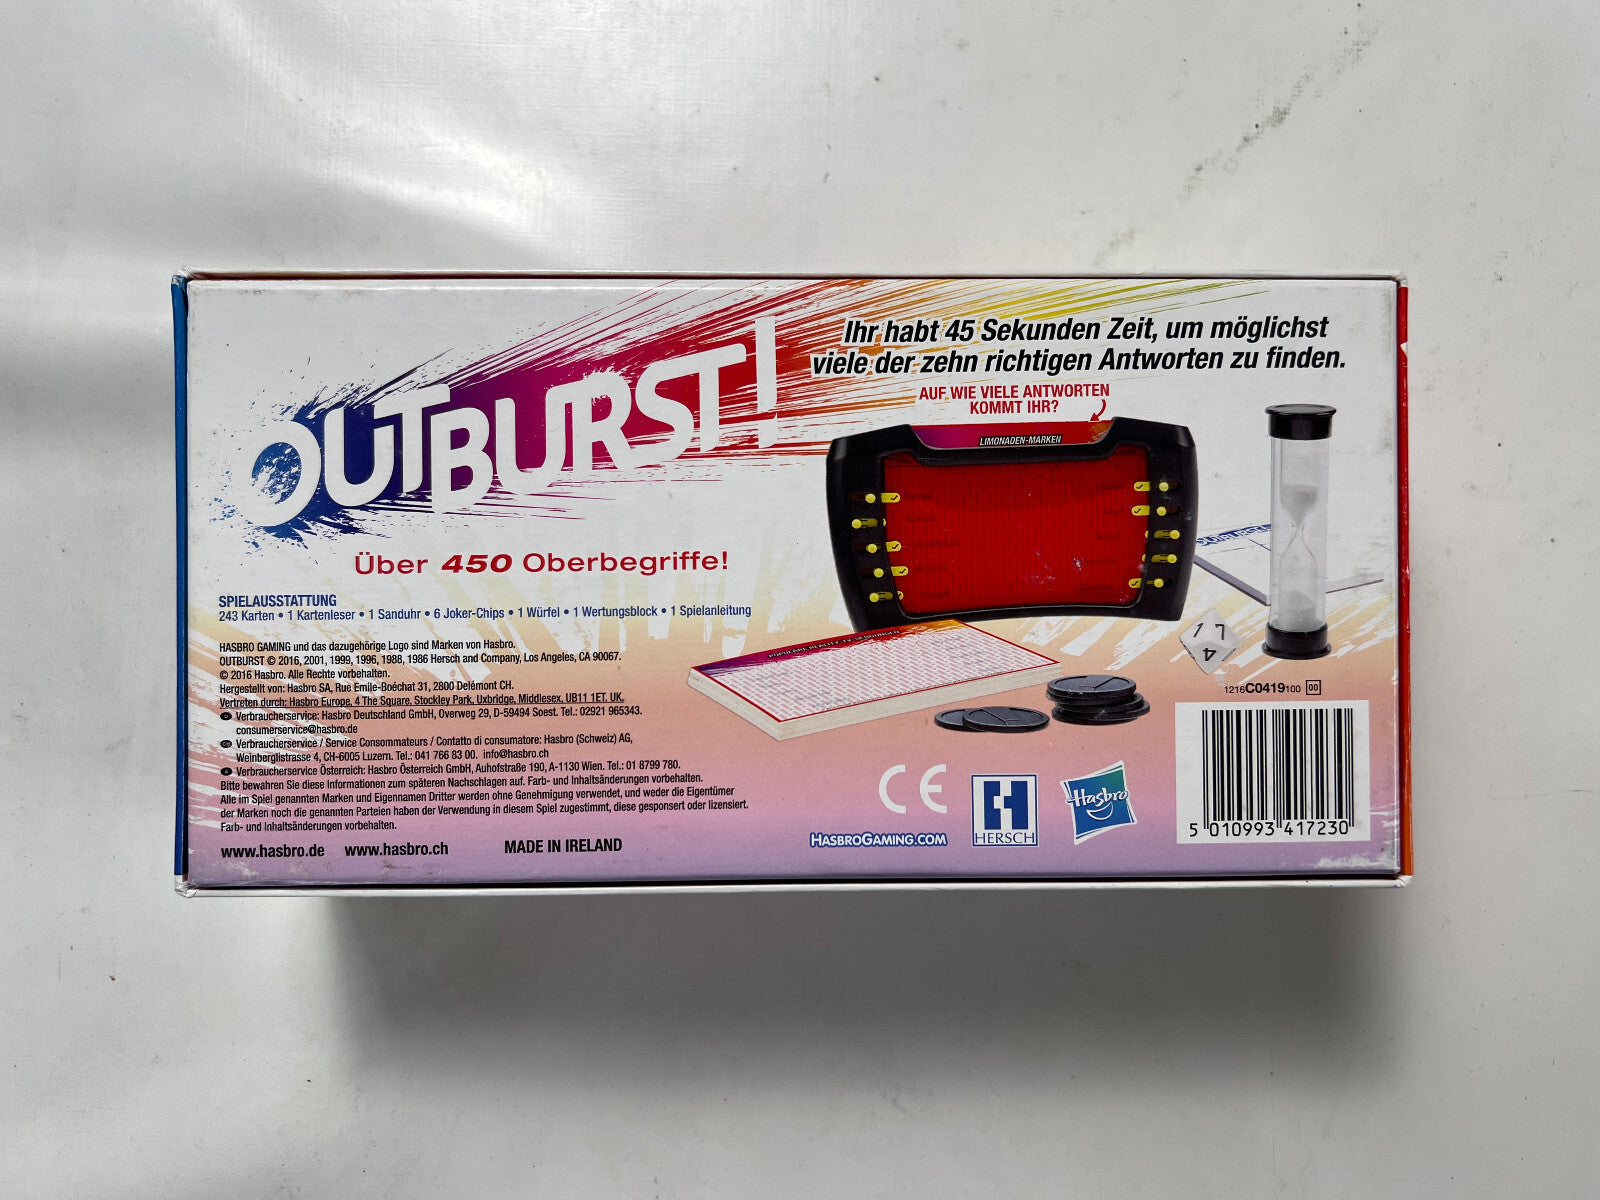 OUTBURST!
Ihr habt 45 Sekunden Zeit, um möglichst
viele der zehn richtigen Antworten zu finden.
AUF WIE VIELE ANTWORTEN
KOMMT IHR?
LIMONADEN-MARKEN
Über 450 Oberbegriffe!
SPIELAUSSTATTUNG
243 Karten • 1 Kartenleser • 1 Sanduhr • 6 Joker-Chips • 1 Würfel • 1 Wertungsblock • 1 Spielanleitung
HASBRO GAMING und das dazugehörige Logo sind Marken von Hasbro.
OUTBURST © 2016, 2001, 1999, 1996, 1988, 1986 Hersch and Company, Los Angeles, CA 90067.
© 2016 Hasbro. Alle Rechte vorbehalten.
Hergestellt von: Hasbro SA, Rue Emile-Boéchat 31, 2800 Delémont CH.
Vertreten durch: Hasbro Europe, 4 The Square, Stockley Park, Uxbridge, Middlesex, UB11 1ET. UK.
Verbraucherservice: Hasbro Deutschland GmbH, Overweg 29, D-59494 Soest. Tel.: 02921 965343.
consumerservice@hasbro.de
Verbraucherservice / Service Consommateurs / Contatto di consumatore: Hasbro (Schweiz) AG,
Weinberglistrasse 4, CH-6005 Luzern. Tel.: 041 766 83 00. info@hasbro.ch
Verbraucherservice Österreich: Hasbro Österreich GmbH, Auhofstraße 190, A-1130 Wien. Tel.: 01 8799 780.
Bitte bewahren Sie diese Informationen zum späteren Nachschlagen auf. Farb- und Inhaltsänderungen vorbehalten.
Alle im Spiel genannten Marken und Eigennamen Dritter werden ohne Genehmigung verwendet, und weder die Eigentümer
der Marken noch die genannten Parteien haben der Verwendung in diesem Spiel zugestimmt, diese gesponsert oder lizensiert.
Farb- und Inhaltsänderungen vorbehalten.
www.hasbro.de www.hasbro.ch MADE IN IRELAND
POPULÄRE REALITY-TV-SENDUNGEN
OUTBURST!
1 7
4
1216C0419100 00
CE
HASBROGAMING.COM
H
HERSCH
Hasbro
5 010993 417230